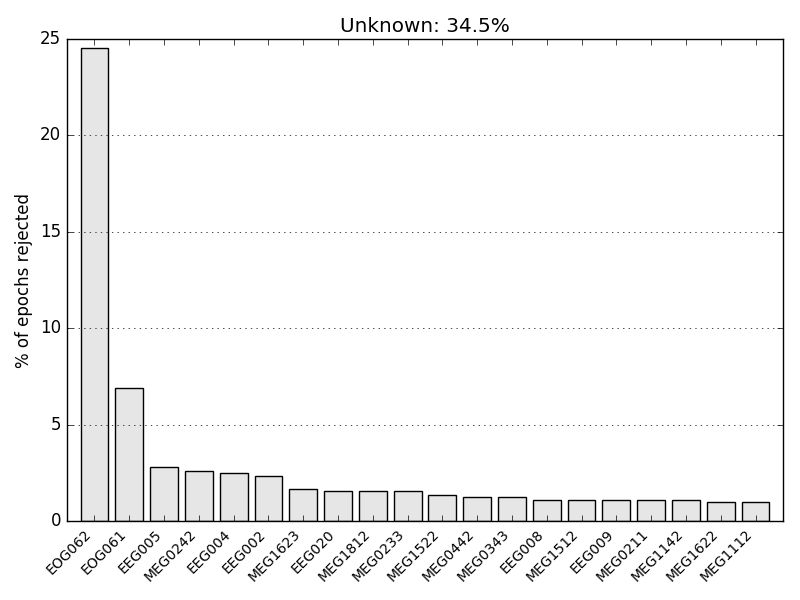 Unknown: 34.5%
25
20
15
10
5
0
% of epochs rejected
EOG062
EOG061
EEG005
MEG0242
EEG004
EEG002
MEG1623
EEG020
MEG1812
MEG0233
MEG1522
MEG0442
MEG0343
EEG008
MEG1512
EEG009
MEG0211
MEG1142
MEG1622
MEG1112